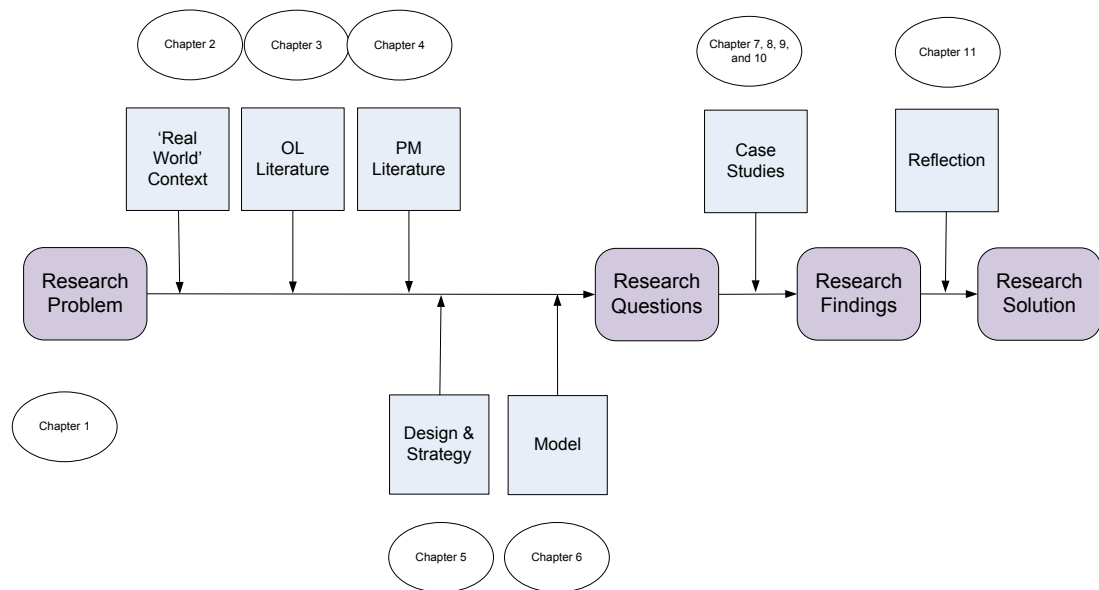 Chapter 2
Chapter 3
Chapter 4
Chapter 7, 8, 9,
and 10
Chapter 11
‘Real
World’
Context
OL
Literature
PM
Literature
Case
Studies
Reflection
Research
Problem
Research
Questions
Research
Findings
Research
Solution
Chapter 1
Design &
Strategy
Model
Chapter 5
Chapter 6